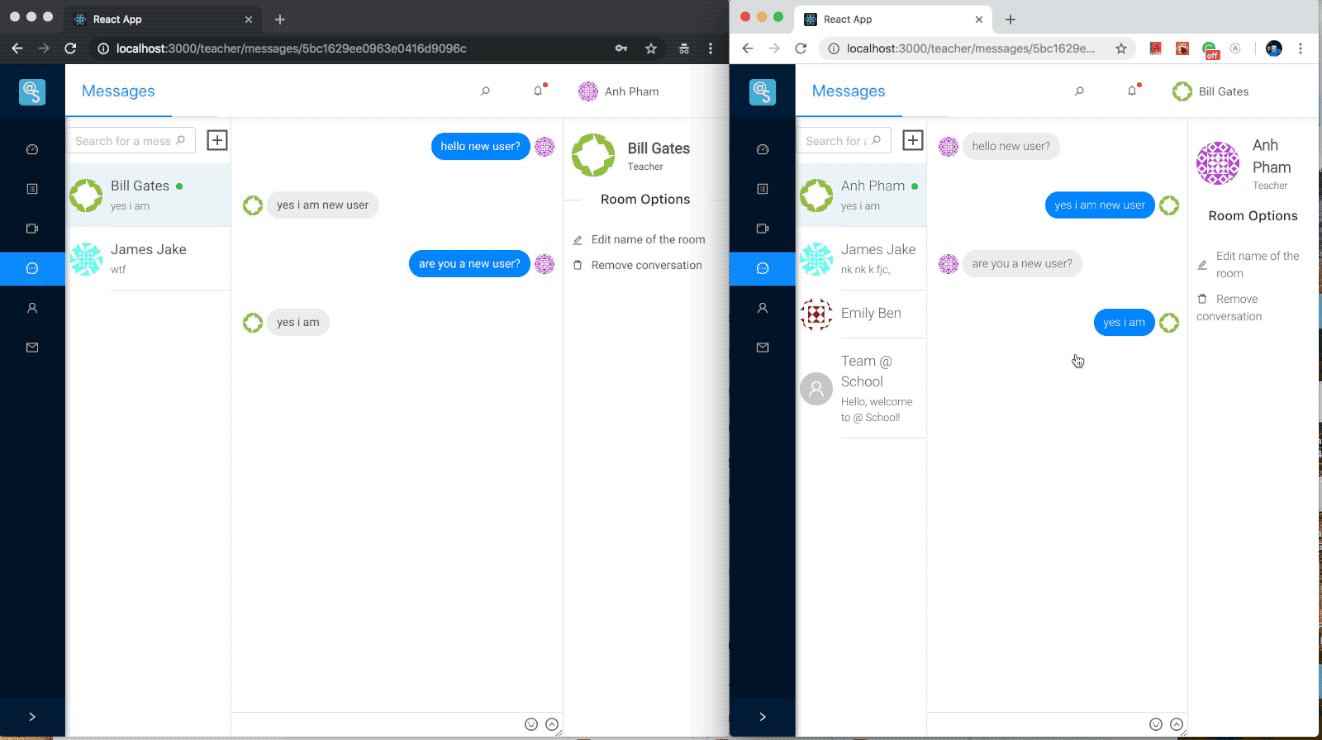 React App
localhost:3000/teacher/messages/5bc1629ee0963e0416d9096c
Messages
Anh Pham
Search for a mess
Bill Gates
yes i am
James Jake
wtf
hello new user?
yes i am new user
are you a new user?
yes i am
Bill Gates
Teacher
Room Options
Edit name of the room
Remove conversation
React App
localhost:3000/teacher/messages/5bc1629e...
off
Messages
Bill Gates
Search for a
Anh Pham
yes i am
James Jake
nk nk k fjc,
Emily Ben
Team @
School
Hello, welcome
to @ School!
hello new user?
yes i am new user
are you a new user?
yes i am
Anh
Pham
Teacher
Room Options
Edit name of the
room
Remove
conversation